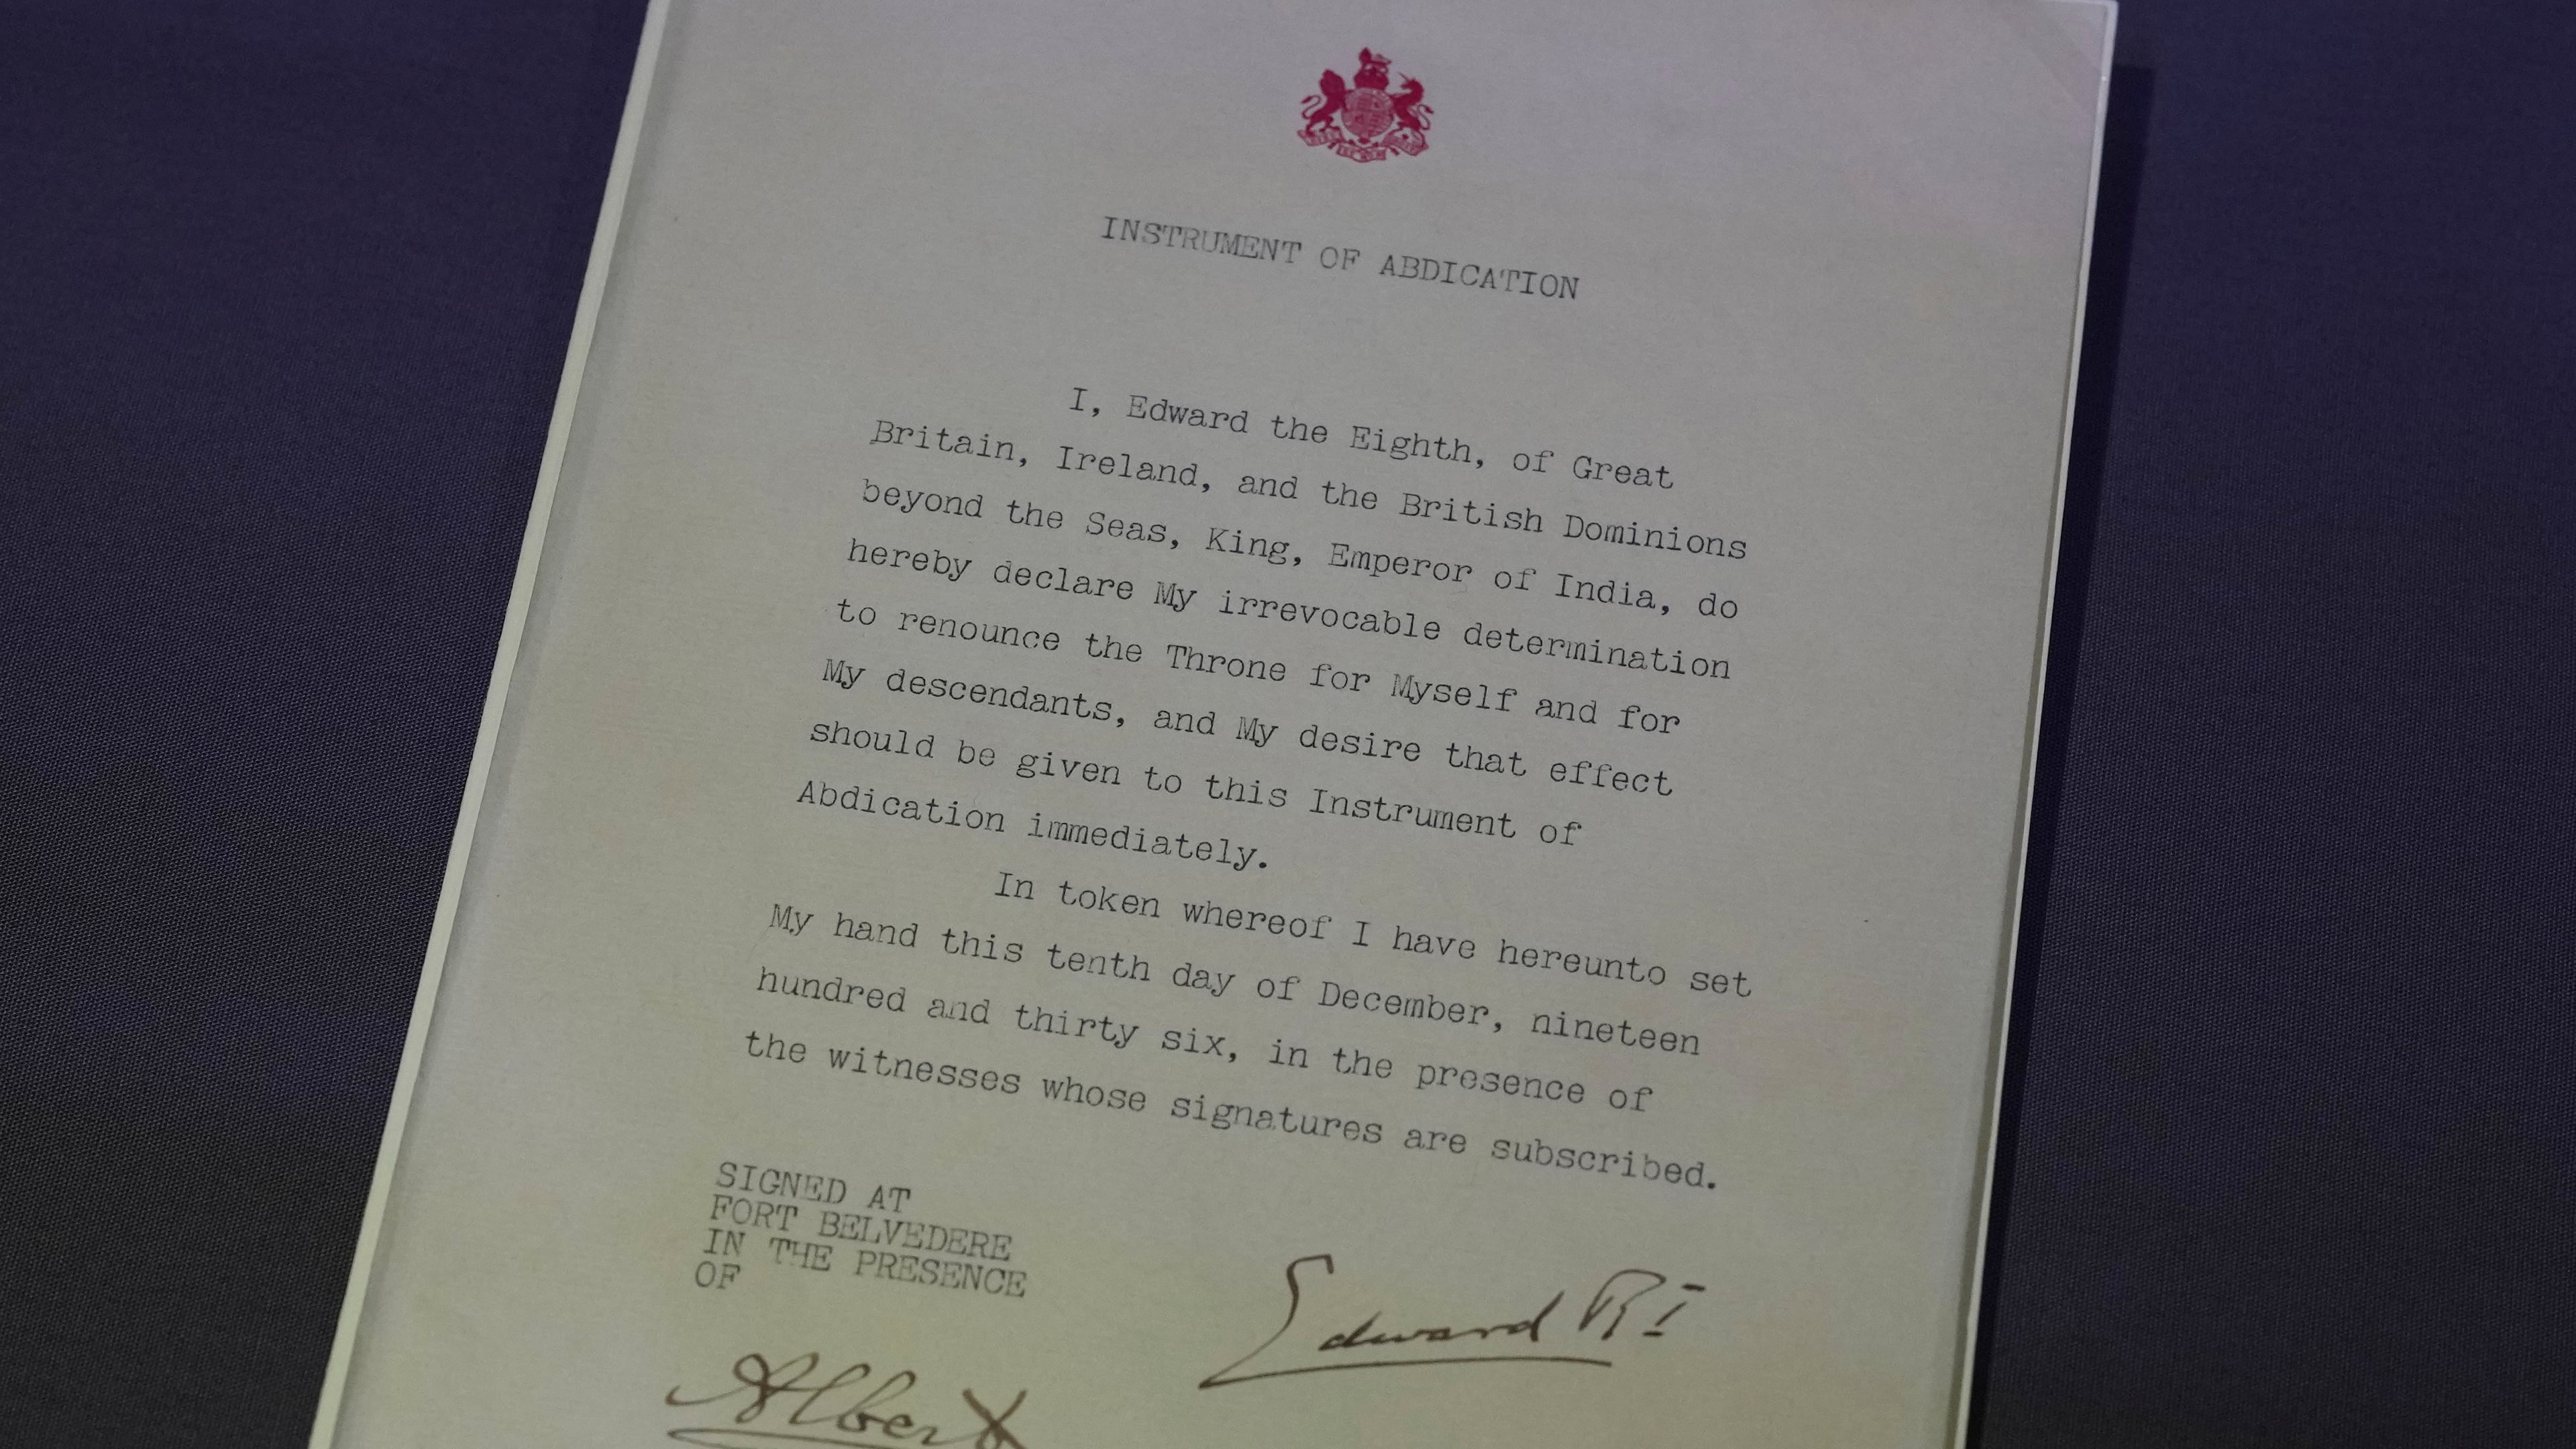 INSTRUMENT OF ABDICATION
I, Edward the Eighth, of Great
Britain, Ireland, and the British Dominions
beyond the Seas, King, Emperor of India, do
hereby declare My irrevocable determination
to renounce the Throne for Myself and for
My descendants, and My desire that effect
should be given to this Instrument of
Abdication immediately.
In token whereof I have hereunto set
My hand this tenth day of December, nineteen
hundred and thirty six, in the presence of
the witnesses whose signatures are subscribed.
SIGNED AT
FORT BELVEDERE
IN THE PRESENCE
OF
Edward R I
Albert